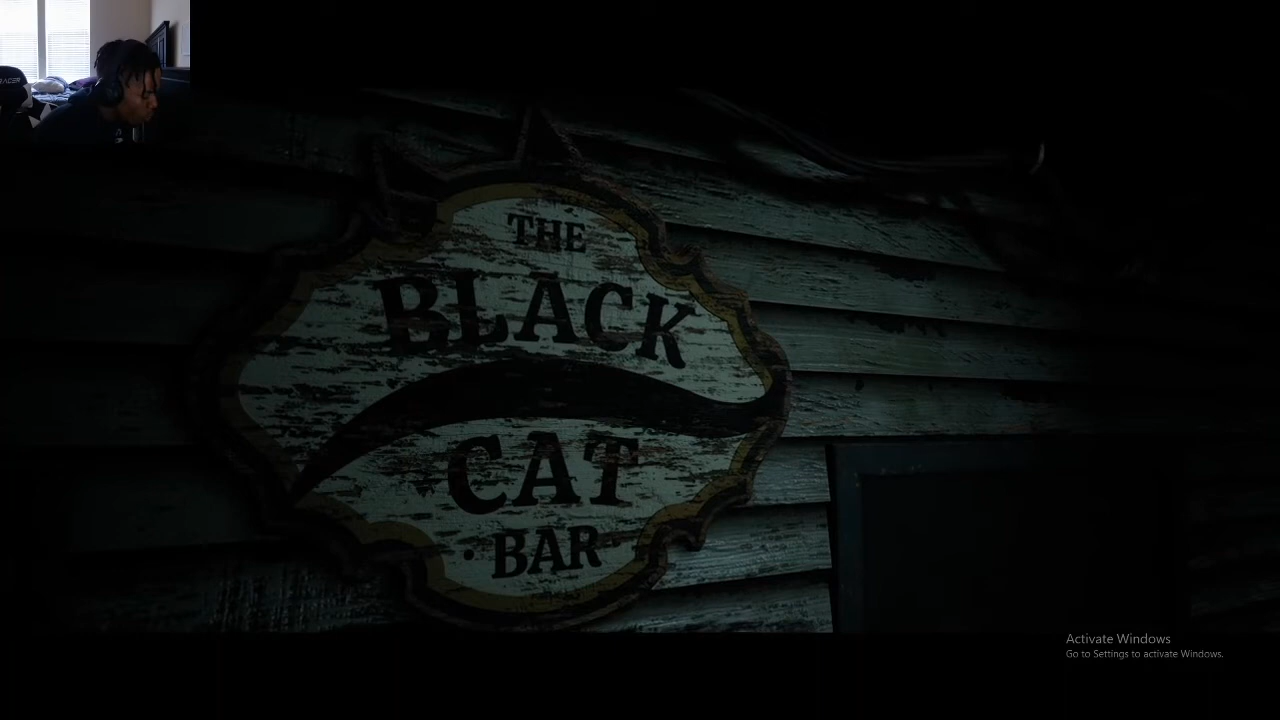 THE
BLACK
CAT
· BAR ·
Activate Windows
Go to Settings to activate Windows.